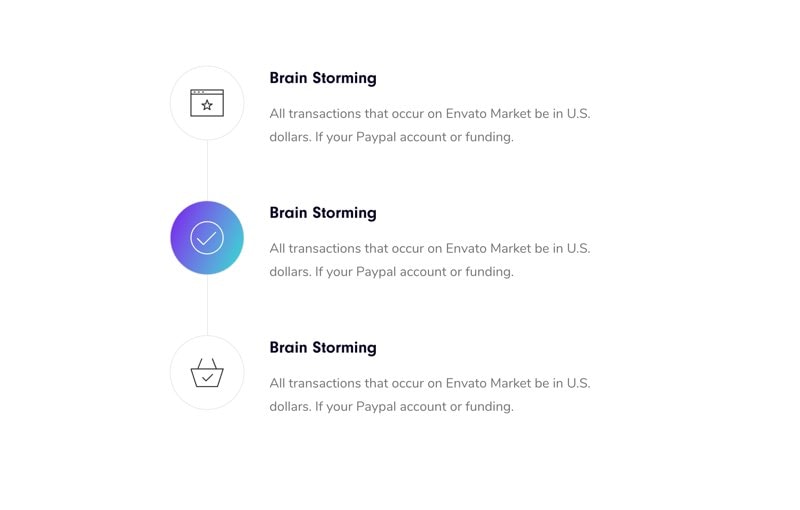 Brain Storming
All transactions that occur on Envato Market be in U.S.
dollars. If your Paypal account or funding.
Brain Storming
All transactions that occur on Envato Market be in U.S.
dollars. If your Paypal account or funding.
Brain Storming
All transactions that occur on Envato Market be in U.S.
dollars. If your Paypal account or funding.